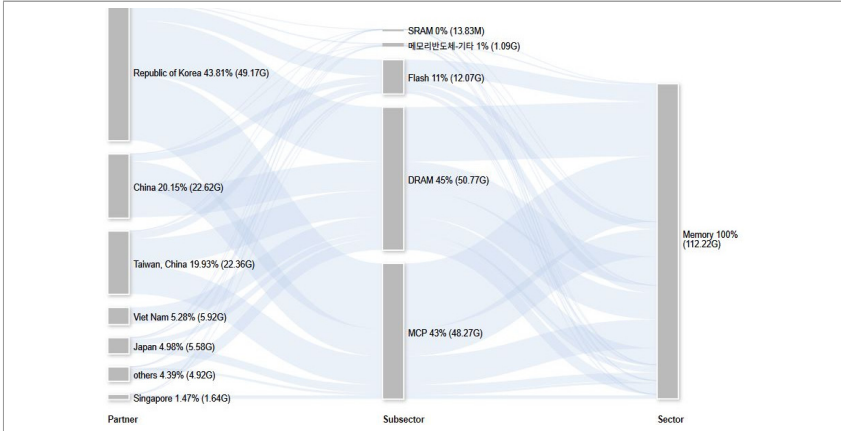 SRAM 0% (13.83M)
메모리반도체-기타 1% (1.09G)
Republic of Korea 43.81% (49.17G)
Flash 11% (12.07G)
China 20.15% (22.62G)
DRAM 45% (50.77G)
Memory 100%
(112.22G)
Taiwan, China 19.93% (22.36G)
Viet Nam 5.28% (5.92G)
MCP 43% (48.27G)
Japan 4.98% (5.58G)
others 4.39% (4.92G)
Singapore 1.47% (1.64G)
Partner
Subsector
Sector